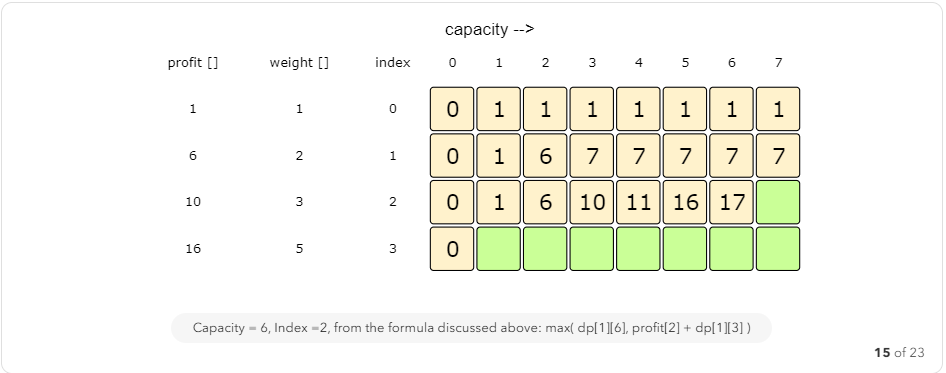 capacity -->
profit [] weight [] index 0 1 2 3 4 5 6 7
1 1 0 0 1 1 1 1 1 1 1
6 2 1 0 1 6 7 7 7 7 7
10 3 2 0 1 6 10 11 16 17
16 5 3 0
Capacity = 6, Index =2, from the formula discussed above: max( dp[1][6], profit[2] + dp[1][3] )
15 of 23